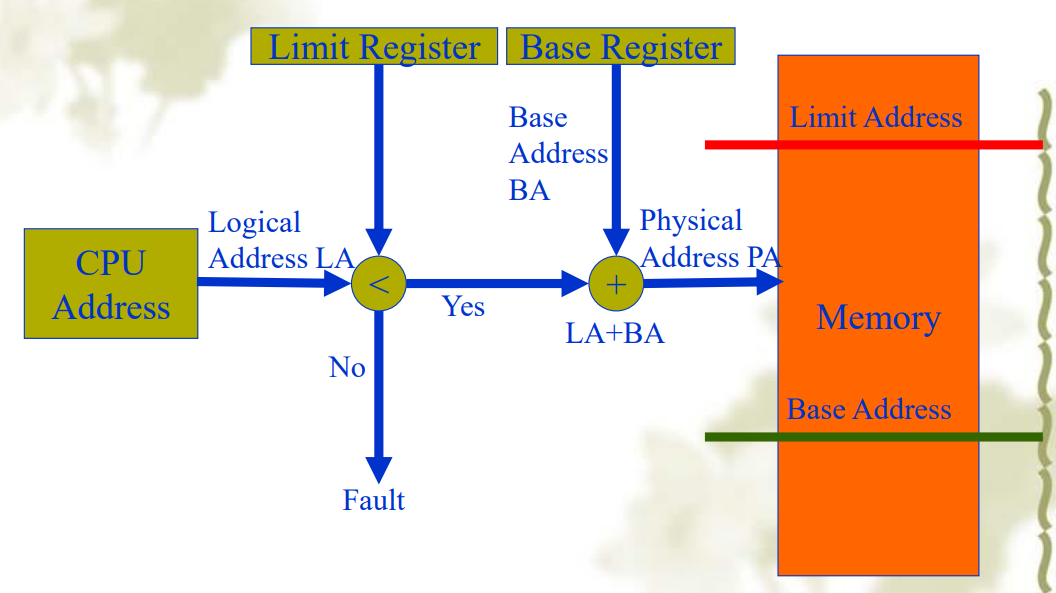 Limit Register
Base Register
Base
Address
BA
Limit Address
Logical
Address LA
Physical
Address PA
CPU
Address
<
+
Yes
LA+BA
Memory
No
Base Address
Fault